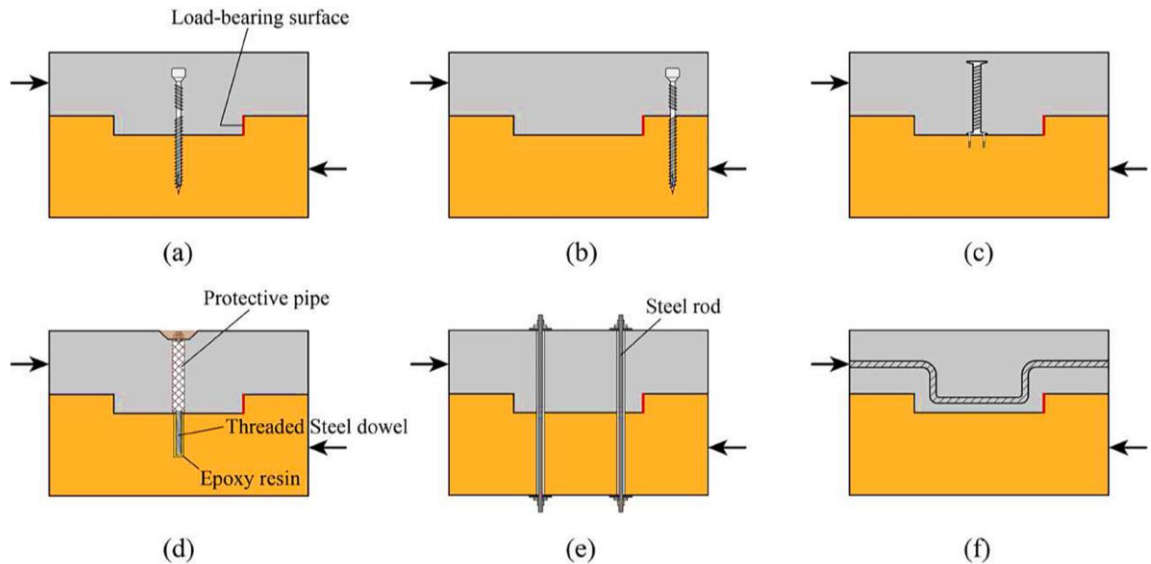 Load-bearing surface
(a)
(b)
(c)
Protective pipe
Threaded Steel dowel
Epoxy resin
Steel rod
(d)
(e)
(f)